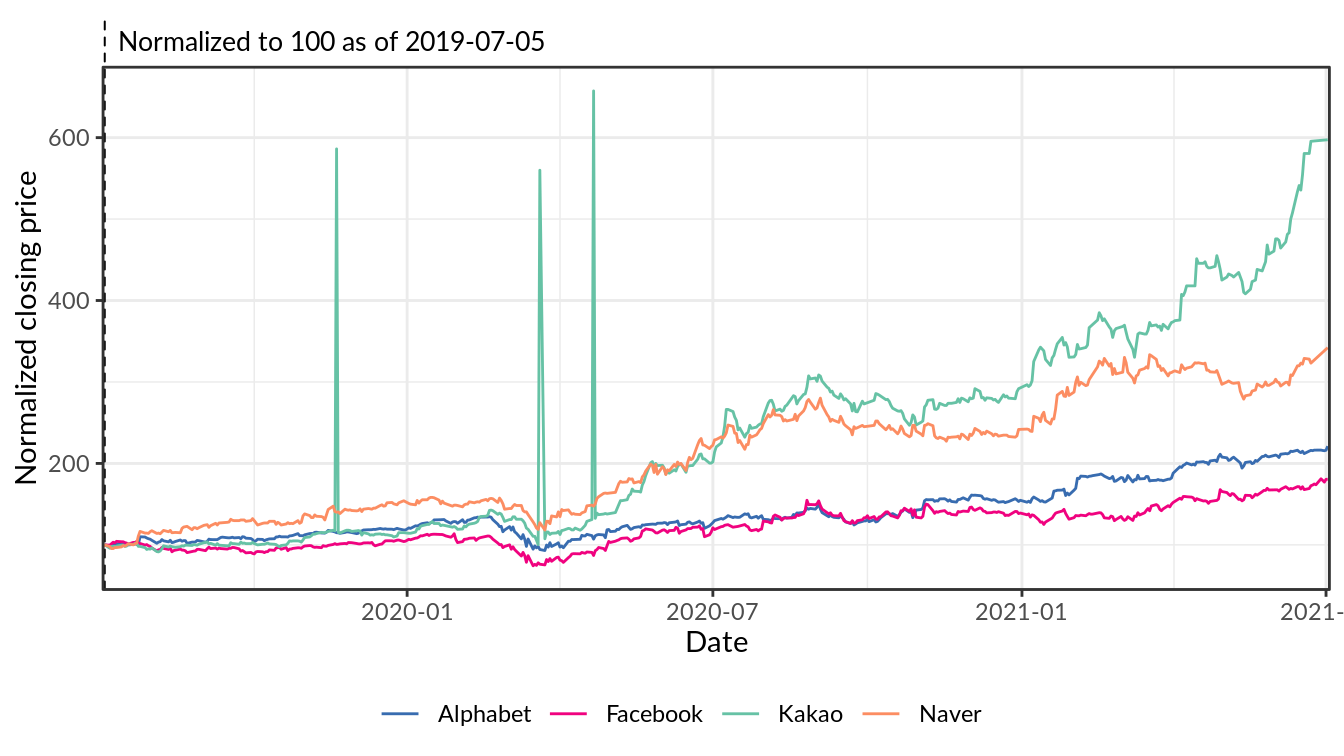 Normalized to 100 as of 2019-07-05
Normalized closing price
600
400
200
2020-01
2020-07
2021-01
2021-
Date
Alphabet
Facebook
Kakao
Naver